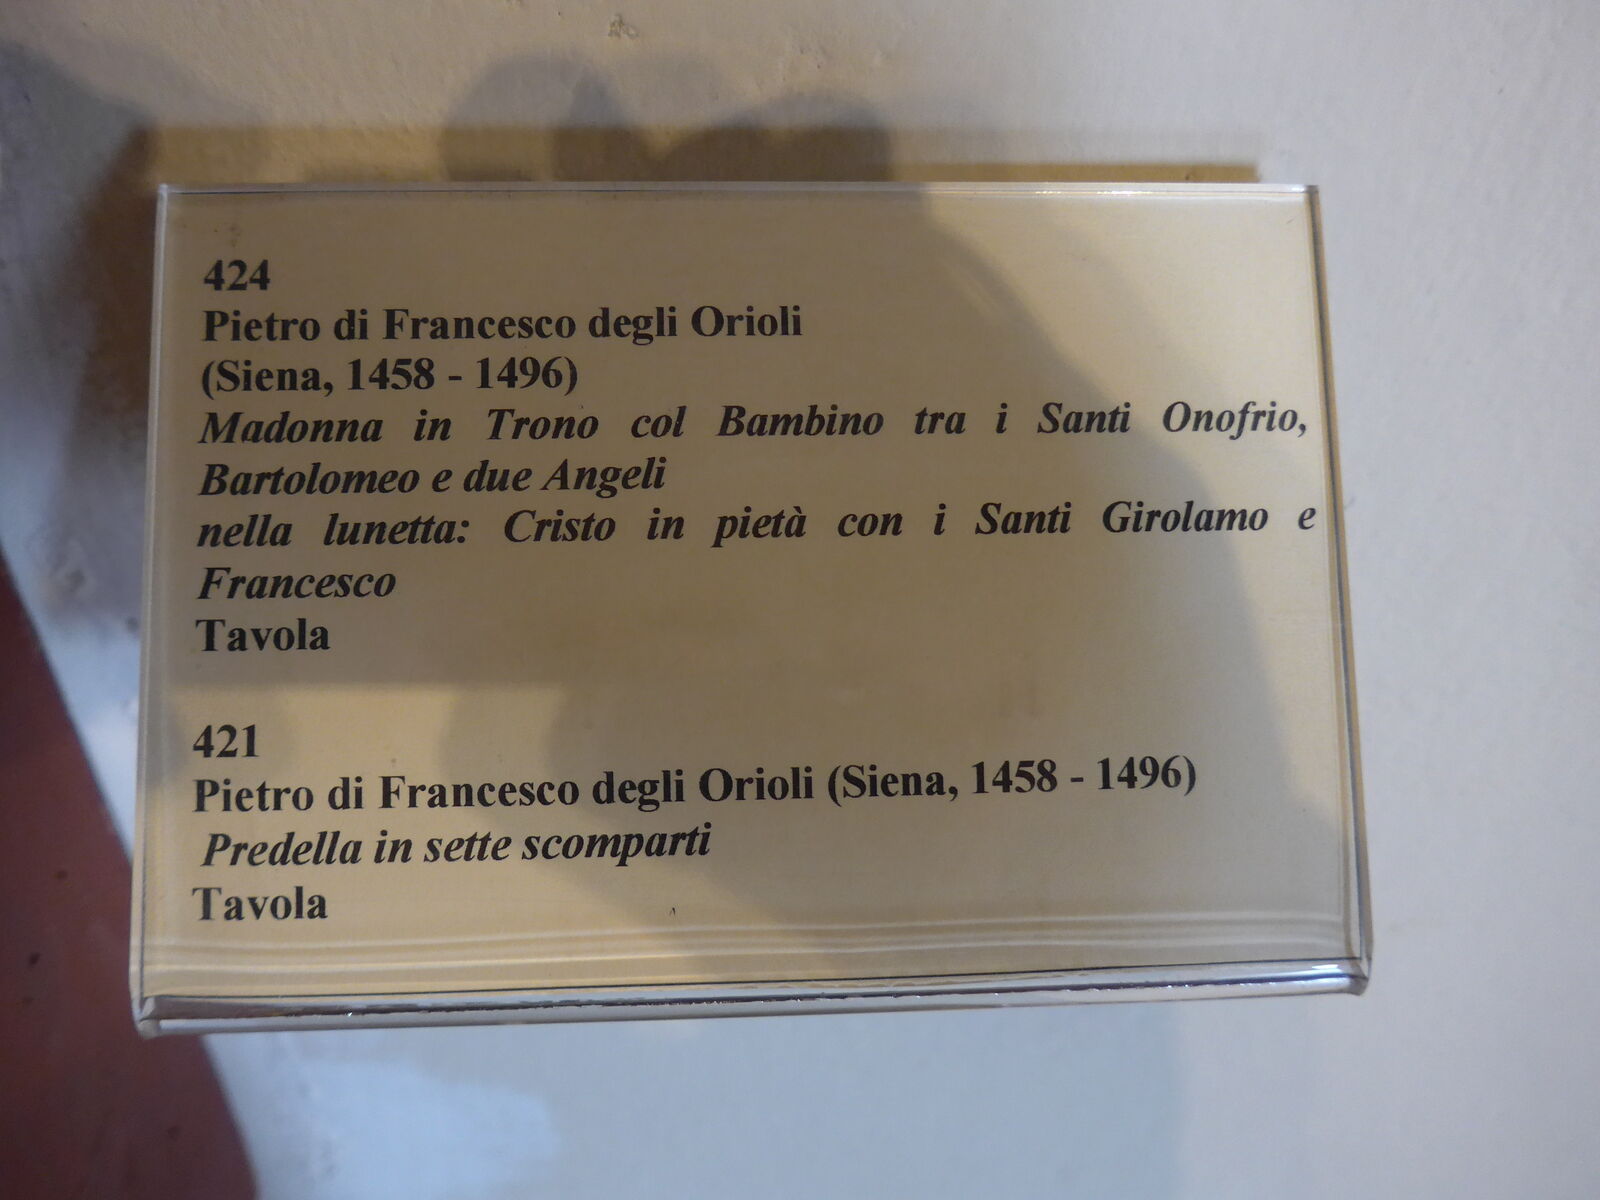 424
Pietro di Francesco degli Orioli
(Siena, 1458 - 1496)
Madonna in Trono col Bambino tra i Santi Onofrio,
Bartolomeo e due Angeli
nella lunetta: Cristo in pietà con i Santi Girolamo e
Francesco
Tavola
421
Pietro di Francesco degli Orioli (Siena, 1458 - 1496)
Predella in sette scomparti
Tavola